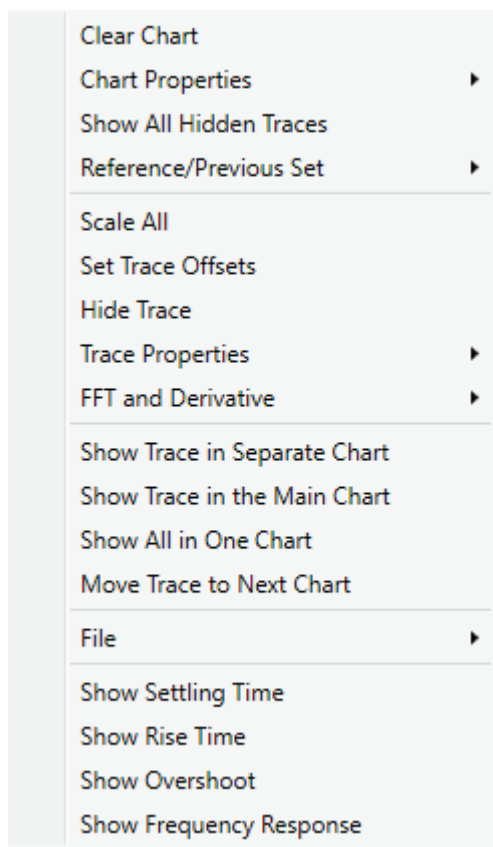 Clear Chart
Chart Properties
Show All Hidden Traces
Reference/Previous Set
Scale All
Set Trace Offsets
Hide Trace
Trace Properties
FFT and Derivative
Show Trace in Separate Chart
Show Trace in the Main Chart
Show All in One Chart
Move Trace to Next Chart
File
Show Settling Time
Show Rise Time
Show Overshoot
Show Frequency Response